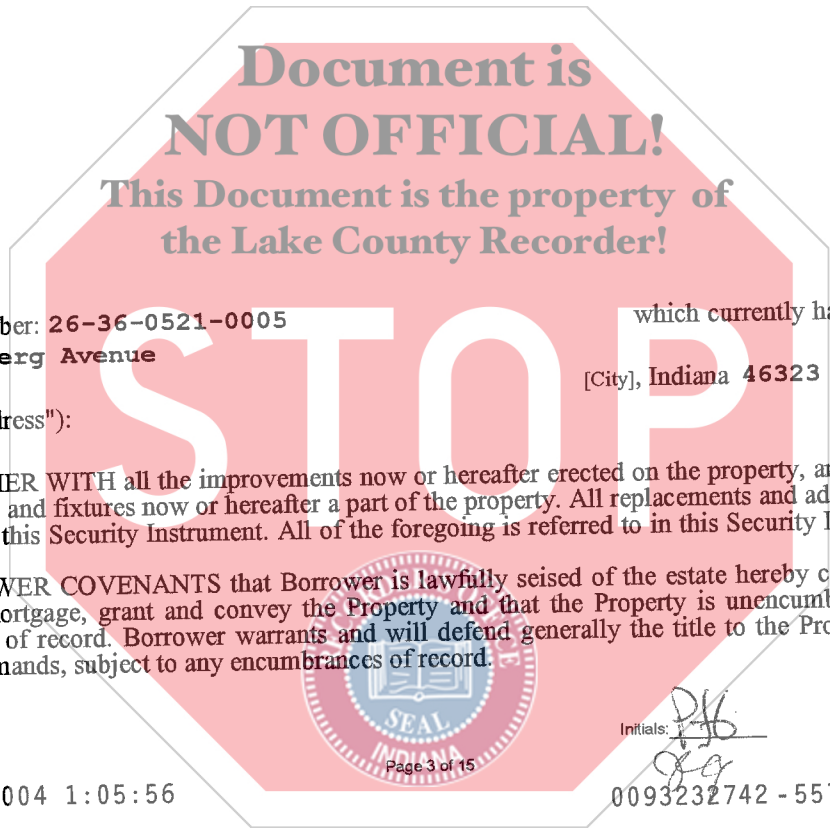 Document is
NOT OFFICIAL!
This Document is the property of
the Lake County Recorder!
STOP
ber: 26-36-0521-0005 which currently ha
erg Avenue
[City], Indiana 46323
dress"):
ER WITH all the improvements now or hereafter erected on the property, an
and fixtures now or hereafter a part of the property. All replacements and ad
this Security Instrument. All of the foregoing is referred to in this Security I
WER COVENANTS that Borrower is lawfully seised of the estate hereby c
ortgage, grant and convey the Property and that the Property is unencumb
of record. Borrower warrants and will defend generally the title to the Pro
mands, subject to any encumbrances of record.
SEAL
INDIANA
Initials:
Page 3 of 15
004 1:05:56 0093232742 - 557